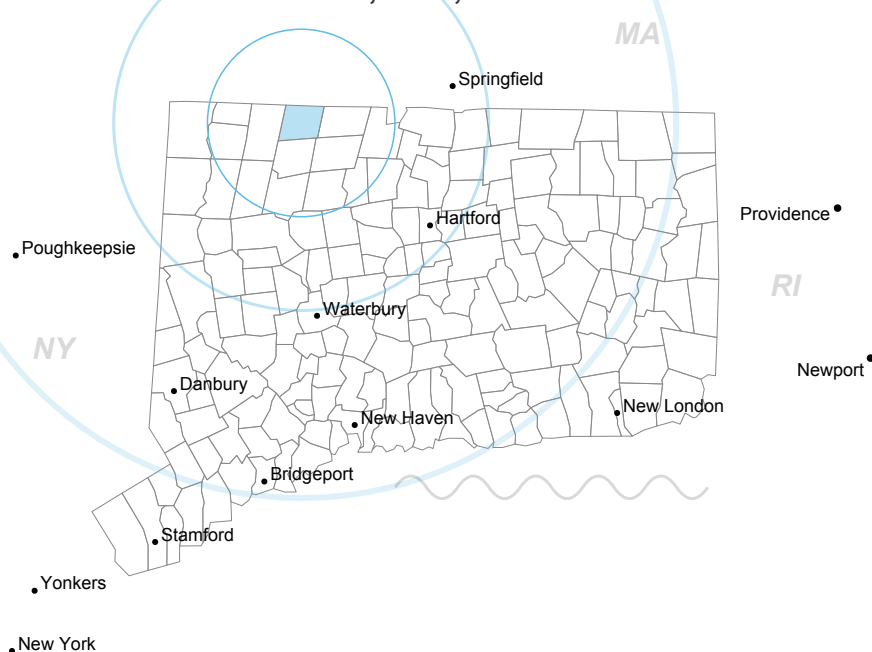 MA
Springfield
Providence
Hartford
Poughkeepsie
RI
Waterbury
NY
Newport
Danbury
New London
New Haven
Bridgeport
Stamford
Yonkers
New York